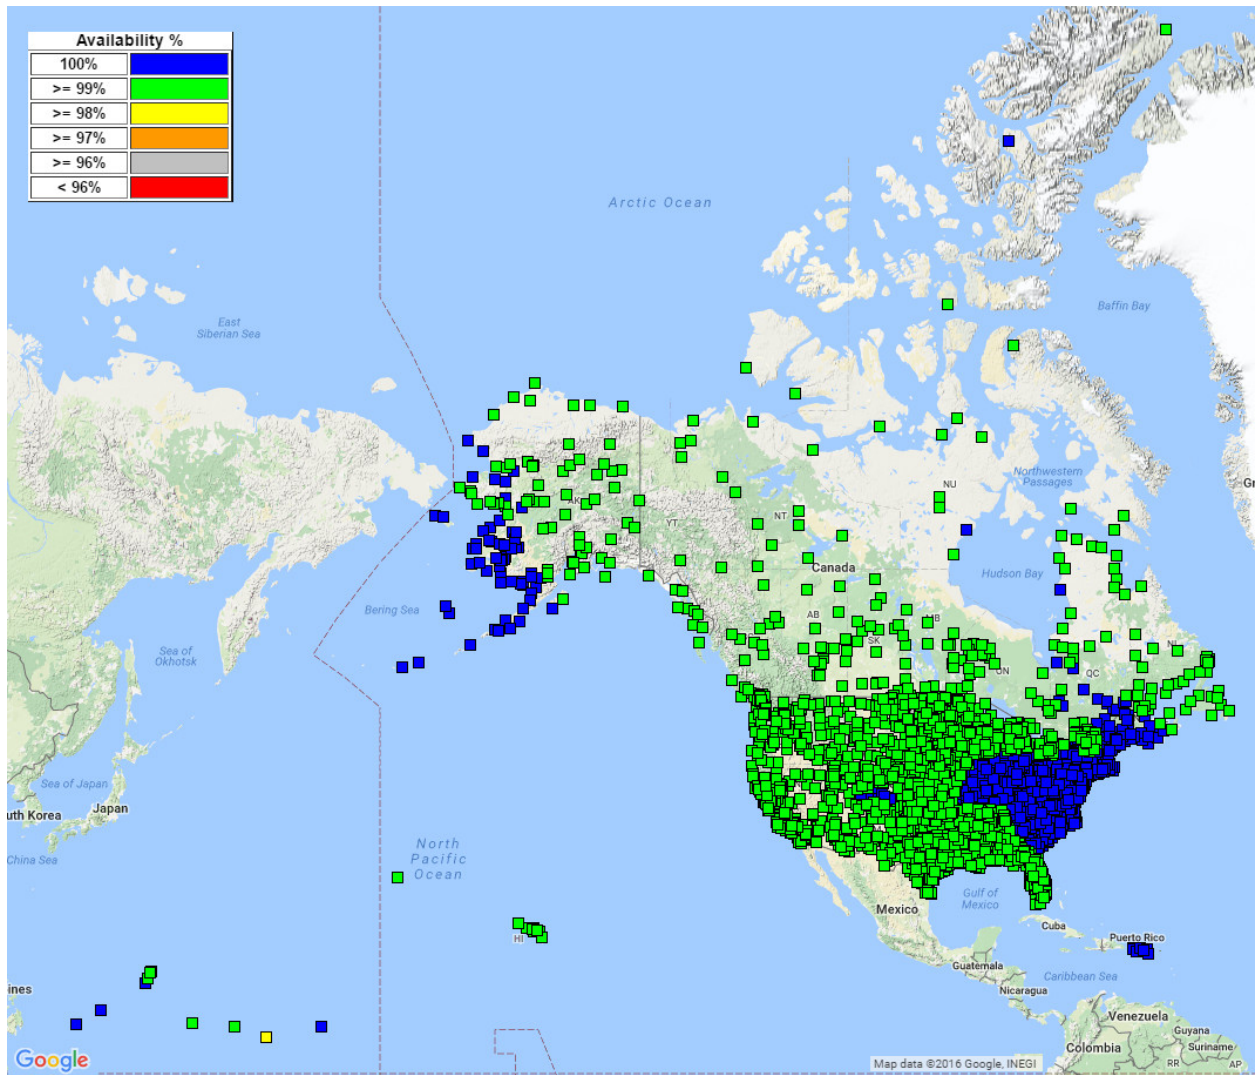 Availability %
100%
>= 99%
>= 98%
>= 97%
>= 96%
< 96%
Arctic Ocean
Baffin Bay
East
Siberian Sea
Northwestern
Passages
NU
AK
YT
NT
Canada
Hudson Bay
Gr
Bering Sea
Sea of
Okhotsk
AB
SK
MB
ON
QC
NL
Sea of Japan
Japan
uth Korea
China Sea
North
Pacific
Ocean
Gulf of
Mexico
Mexico
Cuba
HI
Puerto Rico
Guatemala
Caribbean Sea
Nicaragua
ines
Venezuela
Guyana
Colombia
Suriname
RR
AP
Google
Map data ©2016 Google, INEGI